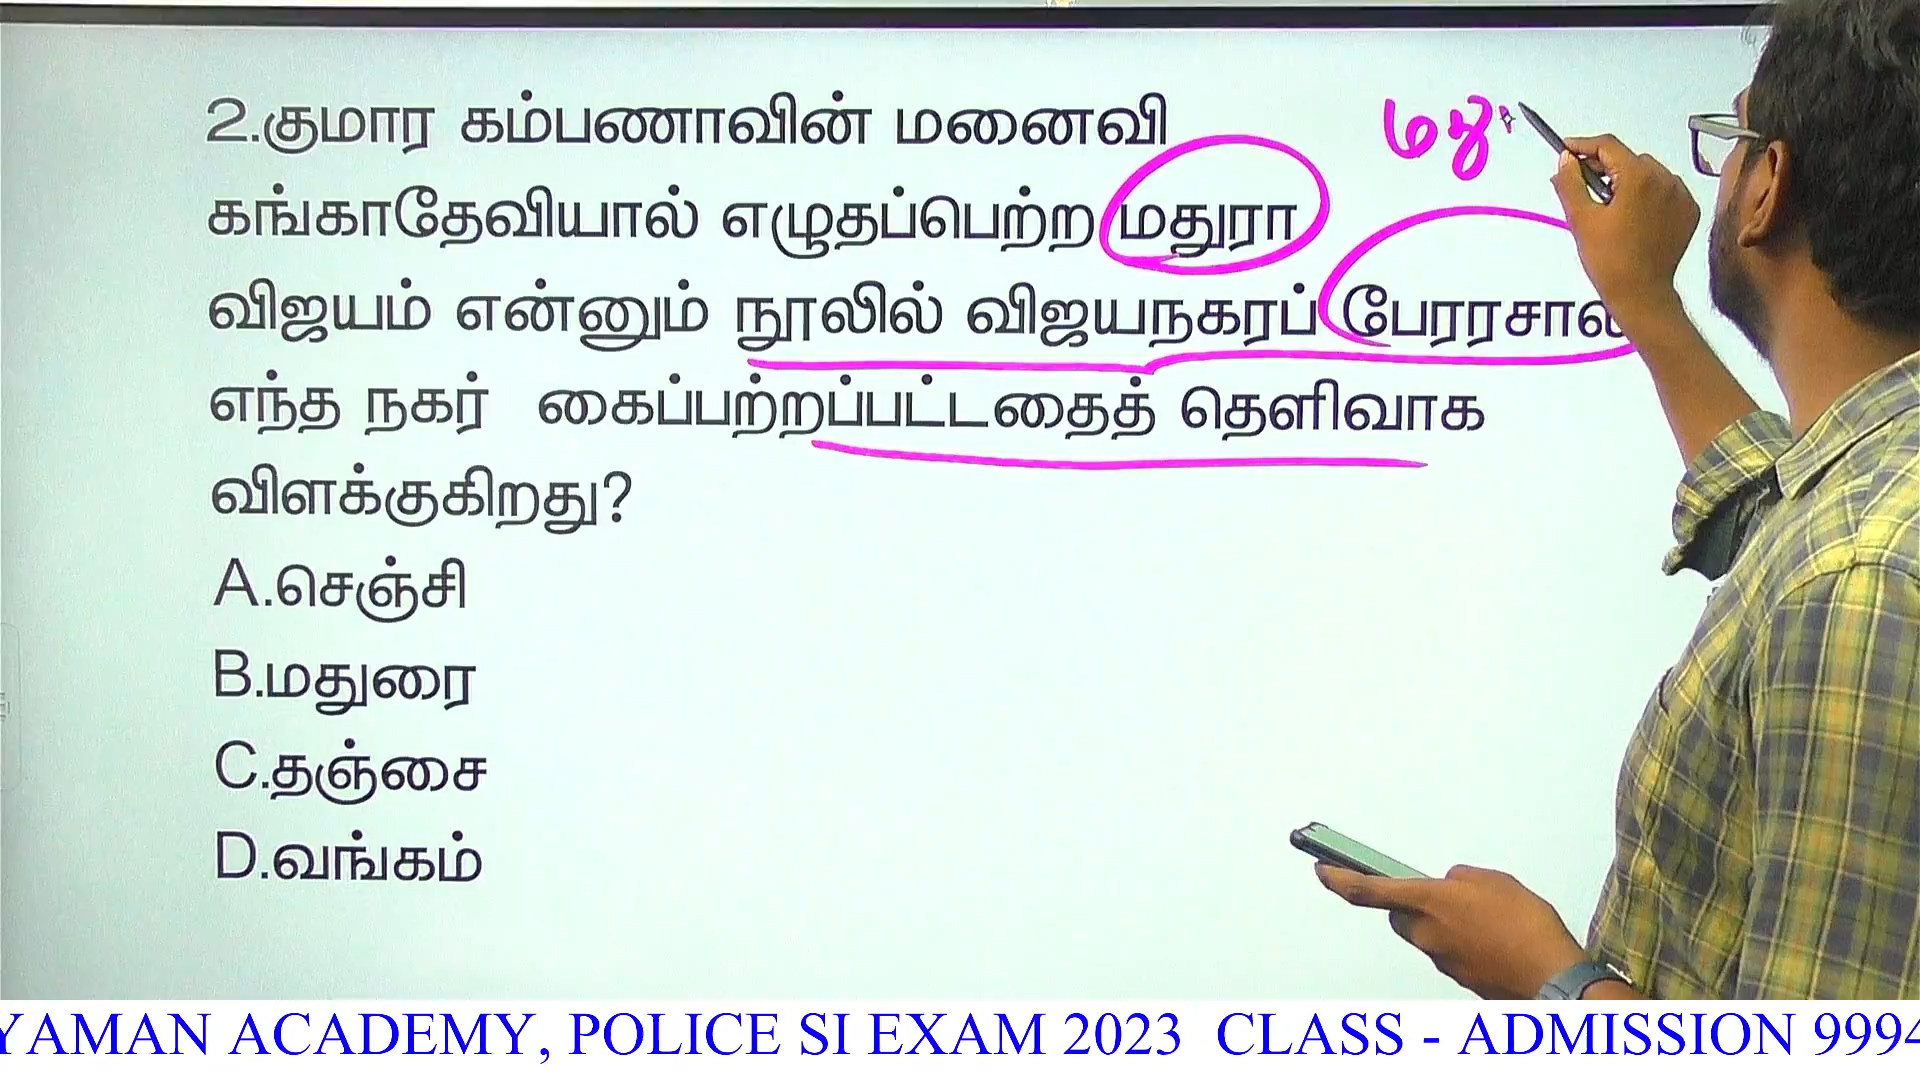 2.குமார கம்பணாவின் மனைவி
கங்காதேவியால் எழுதப்பெற்ற மதுரா
விஜயம் என்னும் நூலில் விஜயநகரப் பேரரசால்
எந்த நகர் கைப்பற்றப்பட்டதைத் தெளிவாக
விளக்குகிறது?
A.செஞ்சி
B.மதுரை
C.தஞ்சை
D.வங்கம்
YAMAN ACADEMY, POLICE SI EXAM 2023 CLASS - ADMISSION 9994